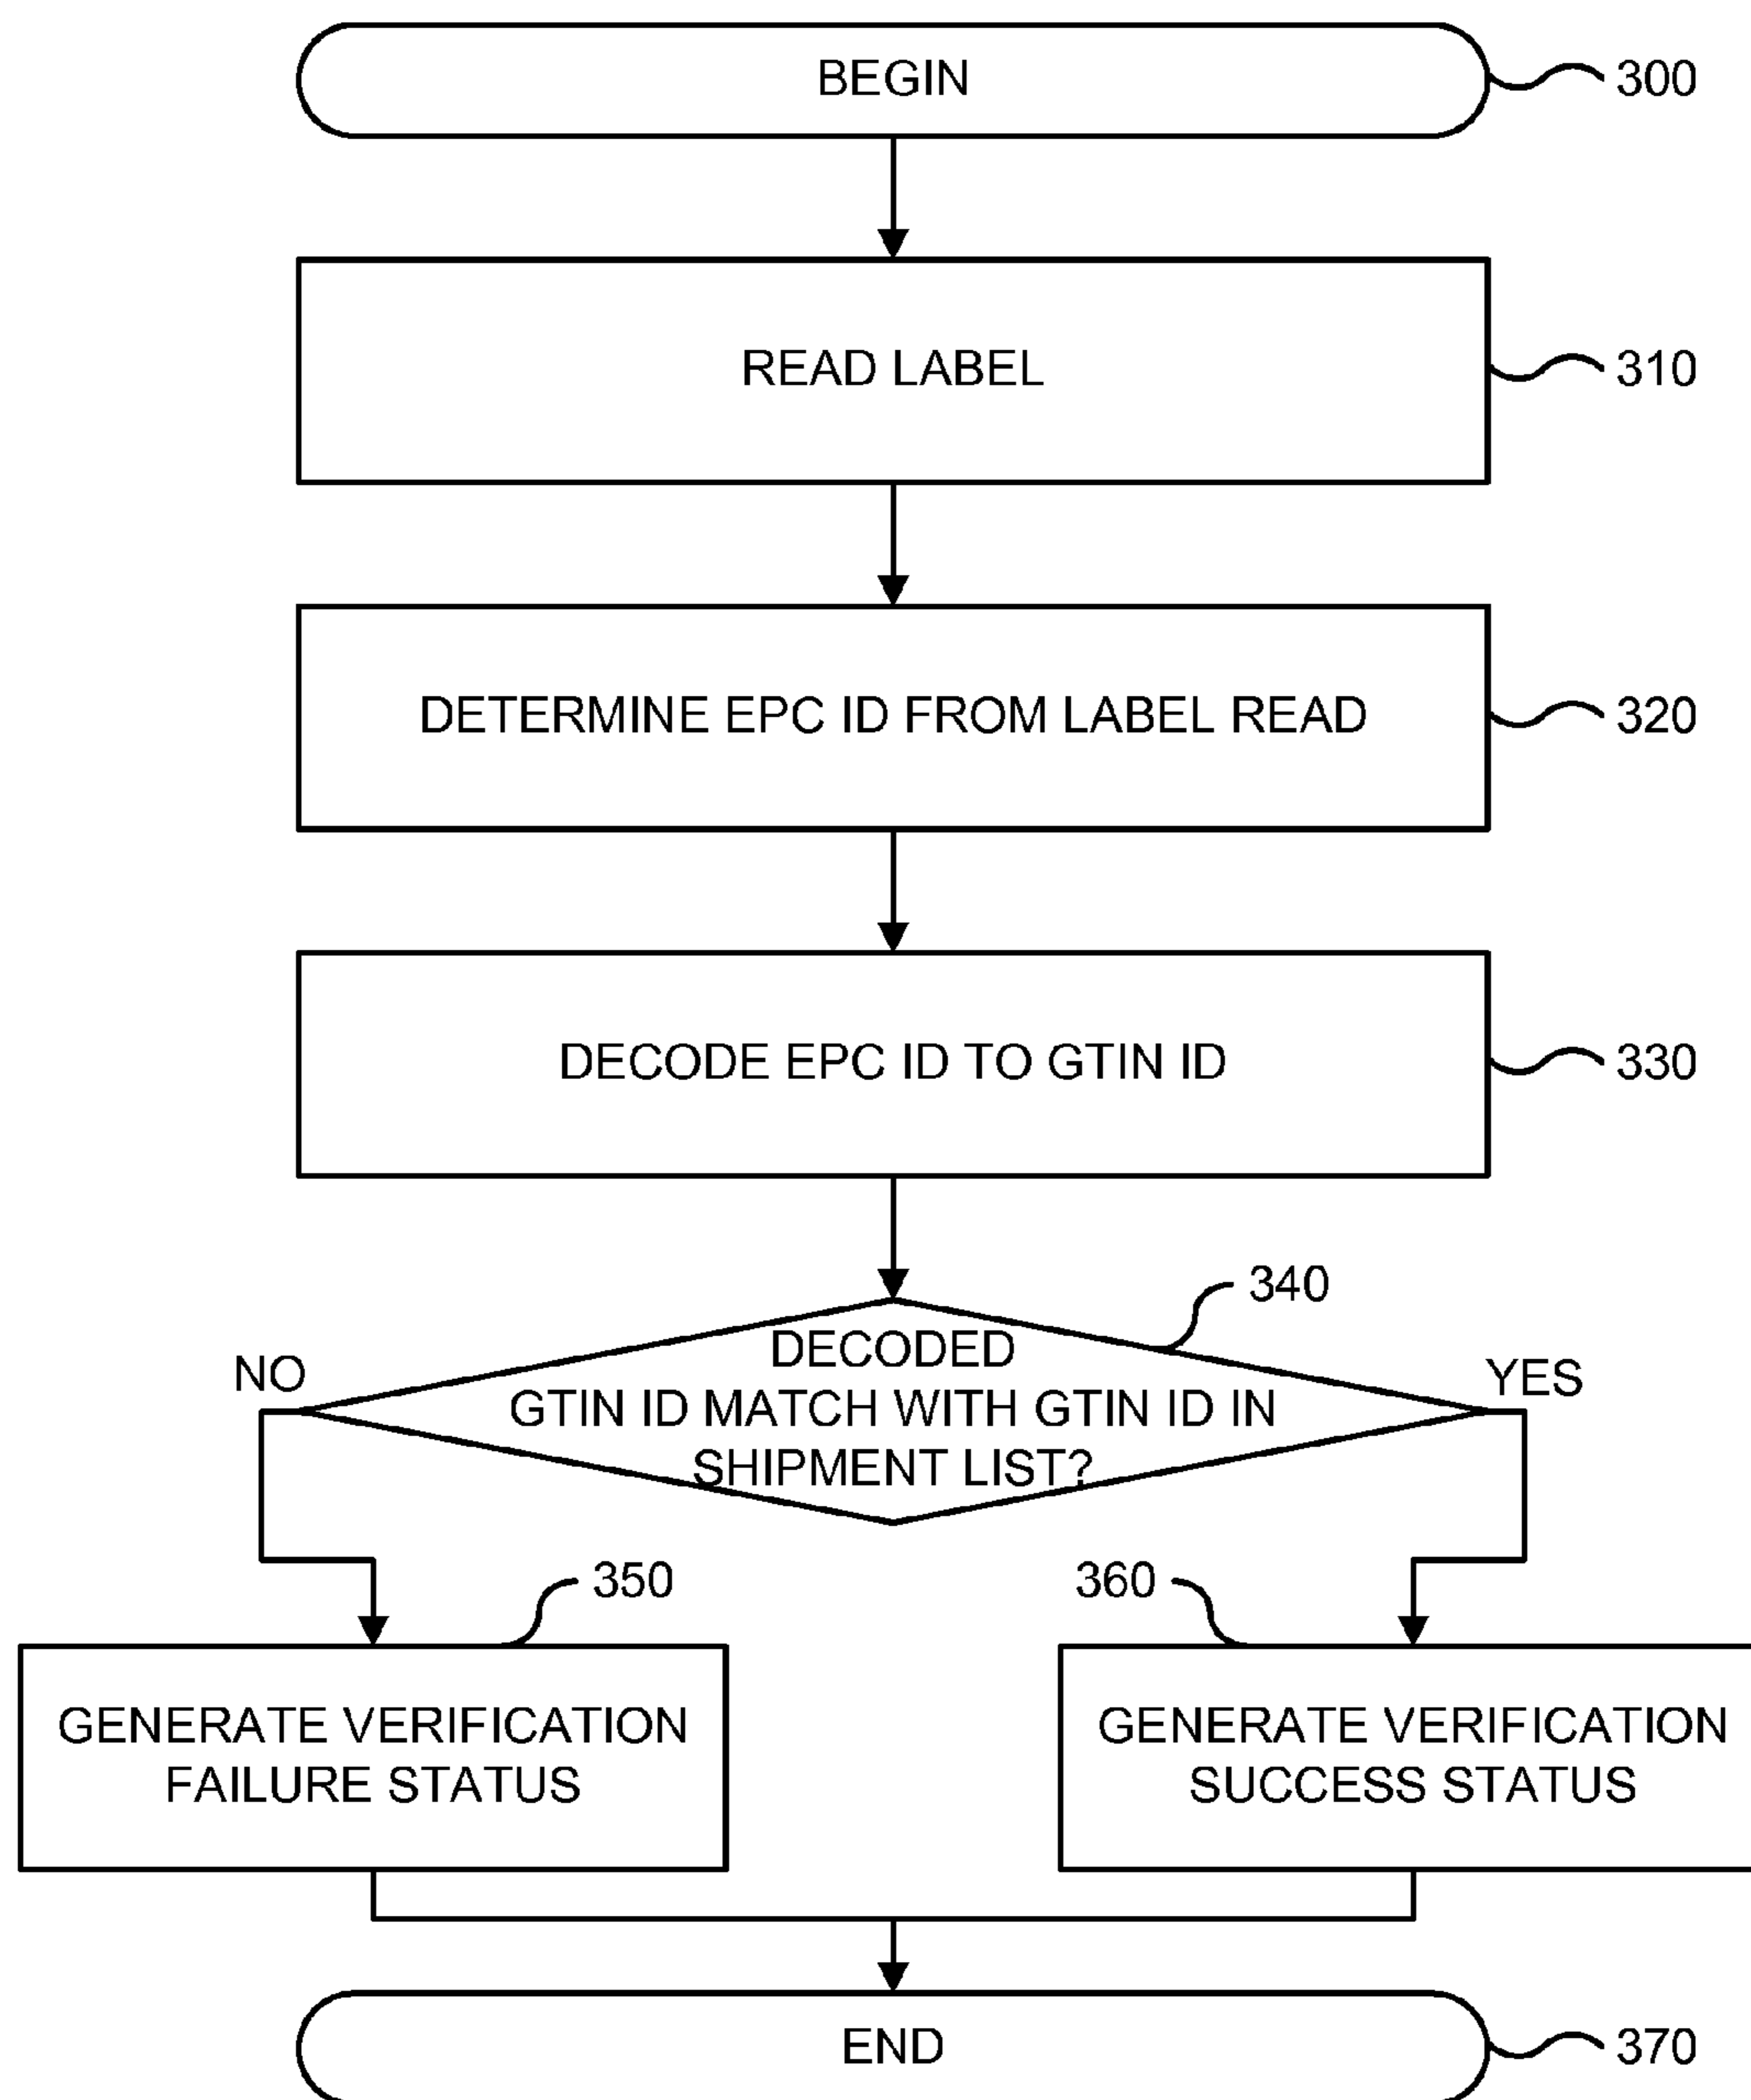 BEGIN
300
READ LABEL
310
DETERMINE EPC ID FROM LABEL READ
320
DECODE EPC ID TO GTIN ID
330
340
DECODED
GTIN ID MATCH WITH GTIN ID IN
SHIPMENT LIST?
NO
YES
350
360
GENERATE VERIFICATION
FAILURE STATUS
GENERATE VERIFICATION
SUCCESS STATUS
END
370